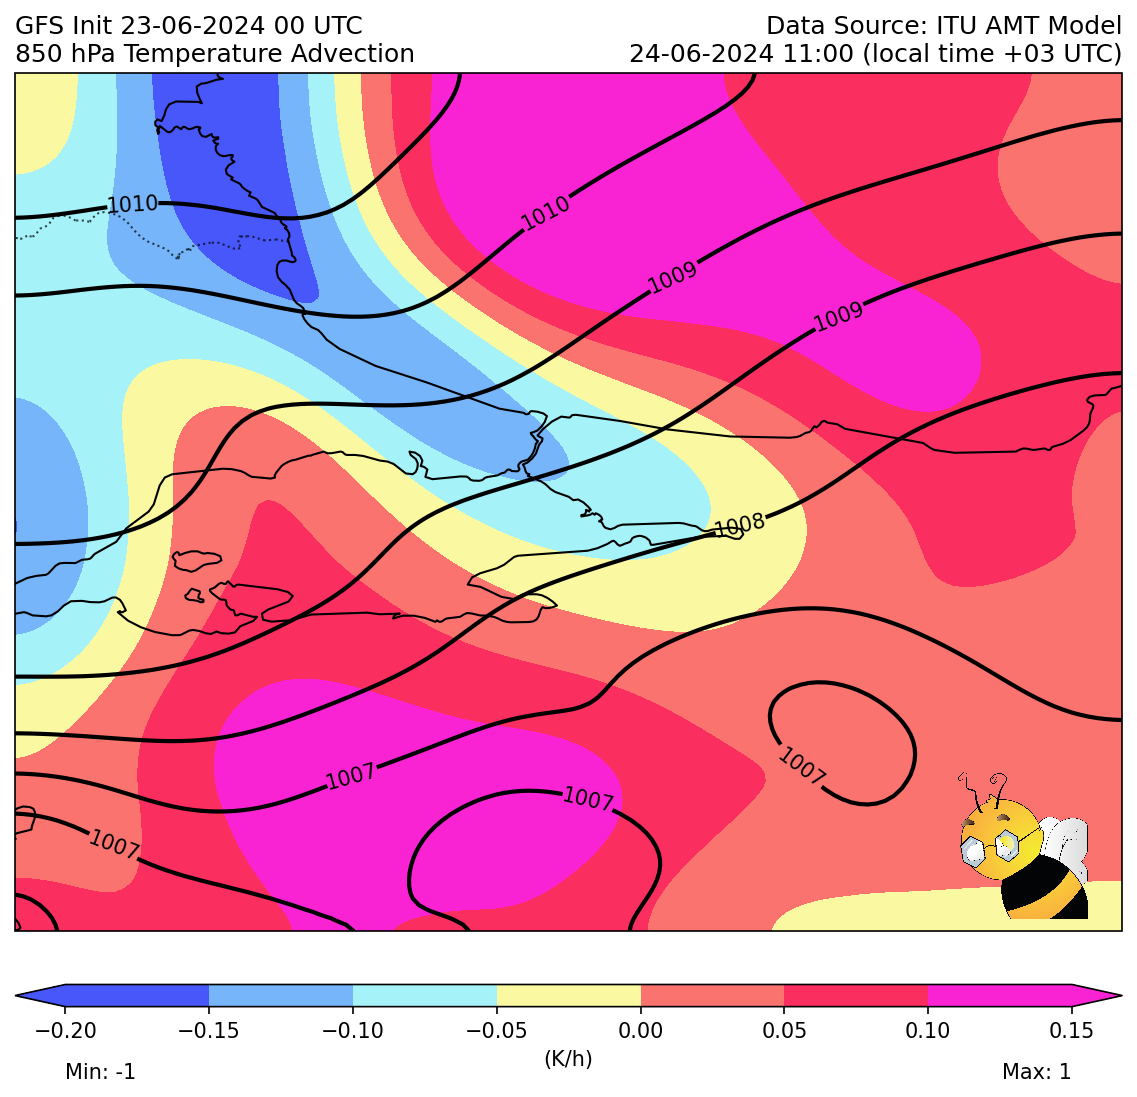 GFS Init 23-06-2024 00 UTC
Data Source: ITU AMT Model
850 hPa Temperature Advection
24-06-2024 11:00 (local time +03 UTC)
1010
1010
1009
1009
1008
1007
1007
1007
1007
−0.20 −0.15 −0.10 −0.05 0.00 0.05 0.10 0.15
(K/h)
Min: -1
Max: 1